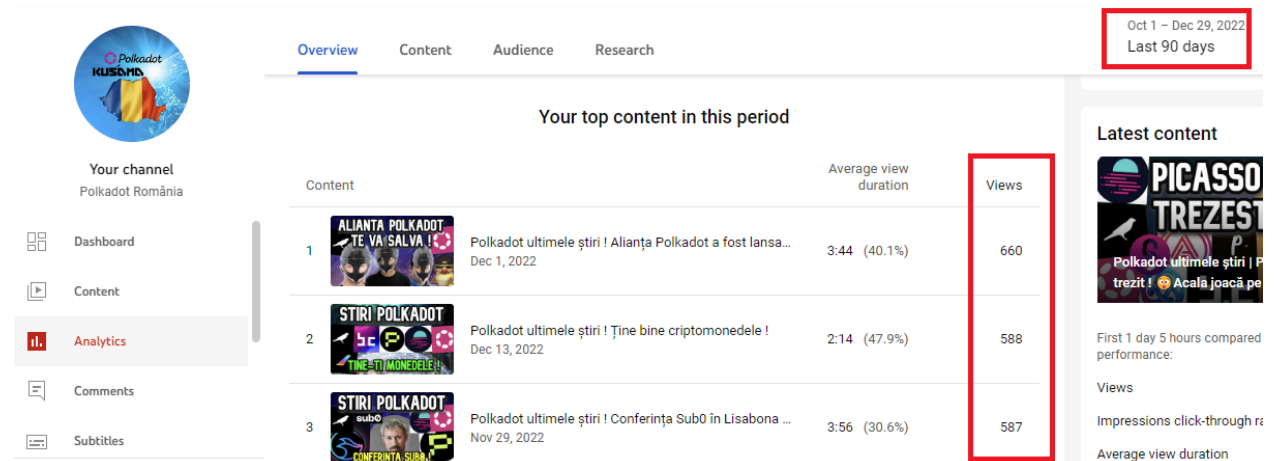 Polkadot
KUSAMA
Your channel
Polkadot România
Dashboard
Content
Analytics
Comments
Subtitles
Overview Content Audience Research
Oct 1 – Dec 29, 2022
Last 90 days
Your top content in this period
Content Average view duration Views
1 ALIANTA POLKADOT
TE VA SALVA ! Polkadot ultimele știri ! Alianța Polkadot a fost lansa...
Dec 1, 2022
3:44 (40.1%) 660
2 STIRI POLKADOT
TINE-TI MONEDELE ! Polkadot ultimele știri ! Ține bine criptomonedele !
Dec 13, 2022
2:14 (47.9%) 588
3 STIRI POLKADOT
sub0
CONFERINTA SUB0 ! Polkadot ultimele știri ! Conferința Sub0 în Lisabona ...
Nov 29, 2022
3:56 (30.6%) 587
Latest content
PICASSO
TREZEST
Polkadot ultimele știri | P
trezit ! 😳 Acala joacă pe
First 1 day 5 hours compared
performance:
Views
Impressions click-through ra
Average view duration